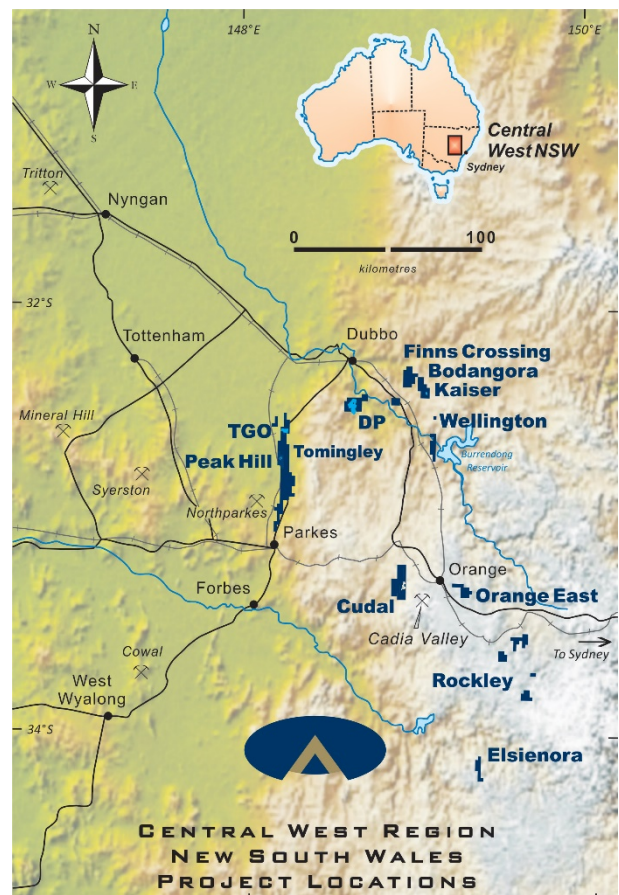 148°E
150°E
N
W
E
S
Central
West NSW
Sydney
Tritton
Nyngan
0
100
kilometres
32°S
Tottenham
Dubbo
Finns Crossing
Bodangora
Kaiser
Mineral Hill
DP
Wellington
TGO
Tomingley
Burrendong
Reservoir
Peak Hill
Syerston
Northparkes
Parkes
Orange
Forbes
Cudal
Orange East
Cadia Valley
Cowal
To Sydney
West
Wyalong
Rockley
34°S
Elsienora
CENTRAL WEST REGION
NEW SOUTH WALES
PROJECT LOCATIONS